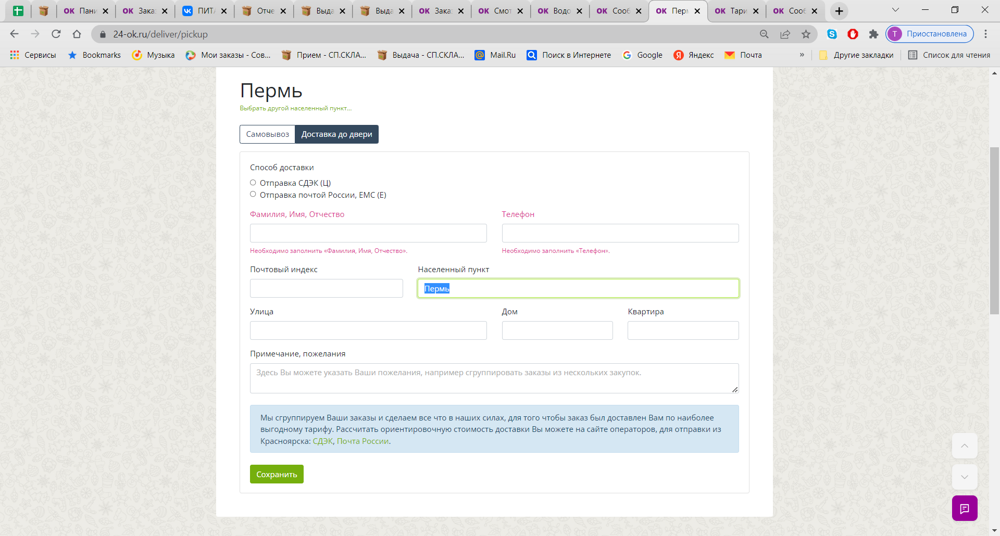 OK Пани
OK Зака
ПИТА
Отче
Выда
Выда
OK Зака
OK Смот
OK Водо
OK Сооб
OK Перм
OK Тари
OK Сооб
24-ok.ru/deliver/pickup
T Приостановлена
Сервисы
Bookmarks
Музыка
Мои заказы - Сов...
Прием - СП.СКЛА...
Выдача - СП.СКЛА...
Mail.Ru
Поиск в Интернете
Google
Яндекс
Почта
»
Другие закладки
Список для чтения
Пермь
Выбрать другой населенный пункт...
Самовывоз Доставка до двери
Способ доставки
Отправка СДЭК (Ц)
Отправка почтой России, ЕМС (Е)
Фамилия, Имя, Отчество Телефон
Необходимо заполнить «Фамилия, Имя, Отчество». Необходимо заполнить «Телефон».
Почтовый индекс Населенный пункт
Пермь
Улица Дом Квартира
Примечание, пожелания
Здесь Вы можете указать Ваши пожелания, например сгруппировать заказы из нескольких закупок.
Мы сгруппируем Ваши заказы и сделаем все что в наших силах, для того чтобы заказ был доставлен Вам по наиболее
выгодному тарифу. Рассчитать ориентировочную стоимость доставки Вы можете на сайте операторов, для отправки из
Красноярска: СДЭК, Почта России.
Сохранить